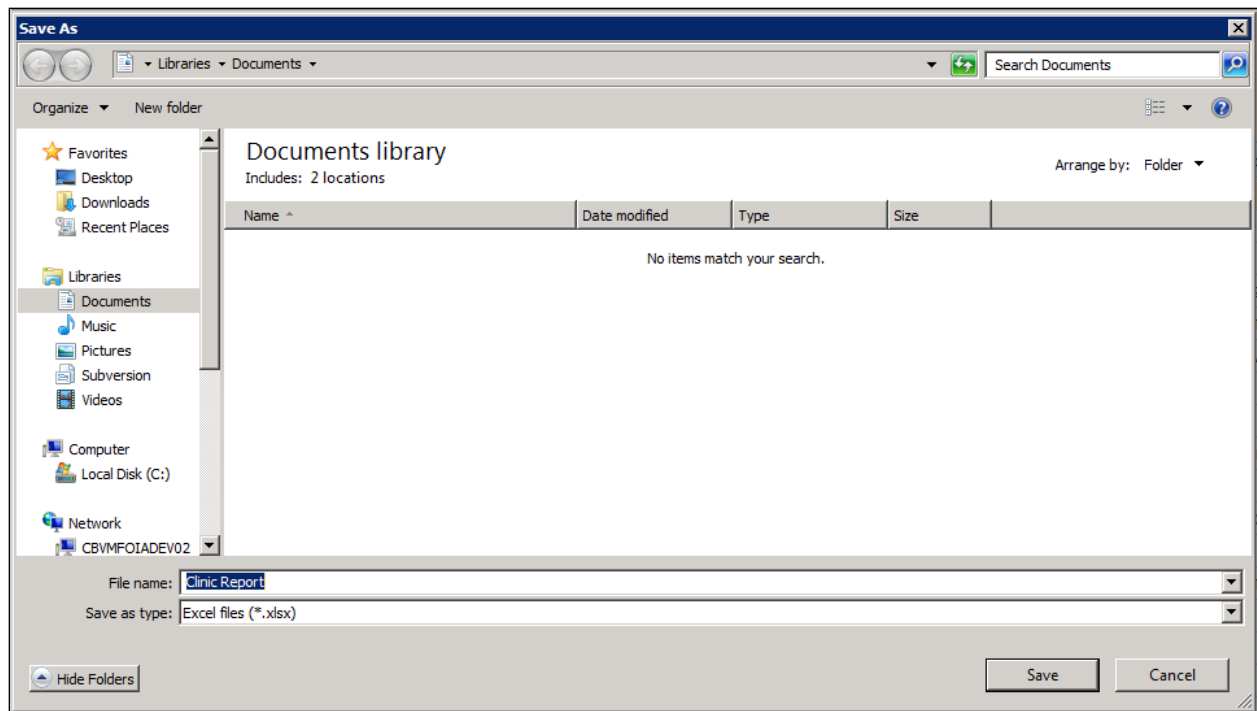 Save As
Libraries Documents
Search Documents
Organize New folder
Favorites
Desktop
Downloads
Recent Places
Libraries
Documents
Music
Pictures
Subversion
Videos
Computer
Local Disk (C:)
Network
CBVMFOIADEV02
Documents library
Includes: 2 locations
Arrange by: Folder
Name Date modified Type Size
No items match your search.
File name: Clinic Report
Save as type: Excel files (*.xlsx)
Hide Folders
Save Cancel